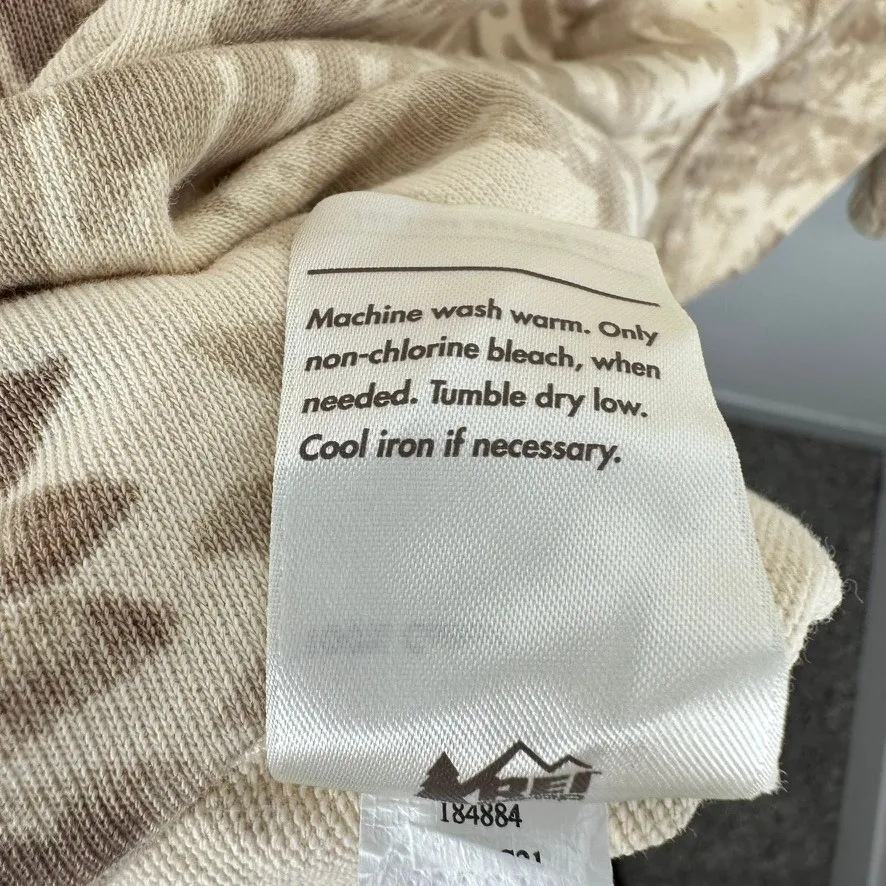 Machine wash warm. Only
non-chlorine bleach, when
needed. Tumble dry low.
Cool iron if necessary.
REI
184884